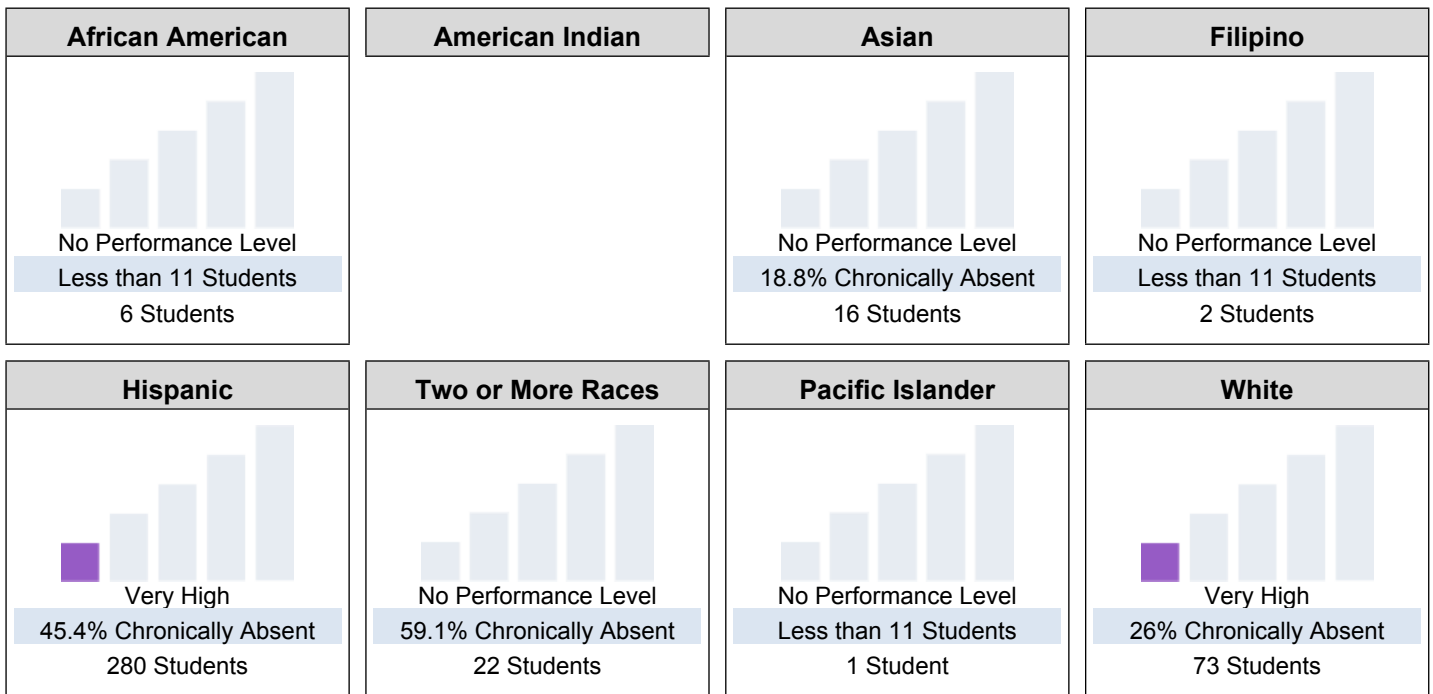 African American
No Performance Level
Less than 11 Students
6 Students
American Indian
Asian
No Performance Level
18.8% Chronically Absent
16 Students
Filipino
No Performance Level
Less than 11 Students
2 Students
Hispanic
Very High
45.4% Chronically Absent
280 Students
Two or More Races
No Performance Level
59.1% Chronically Absent
22 Students
Pacific Islander
No Performance Level
Less than 11 Students
1 Student
White
Very High
26% Chronically Absent
73 Students